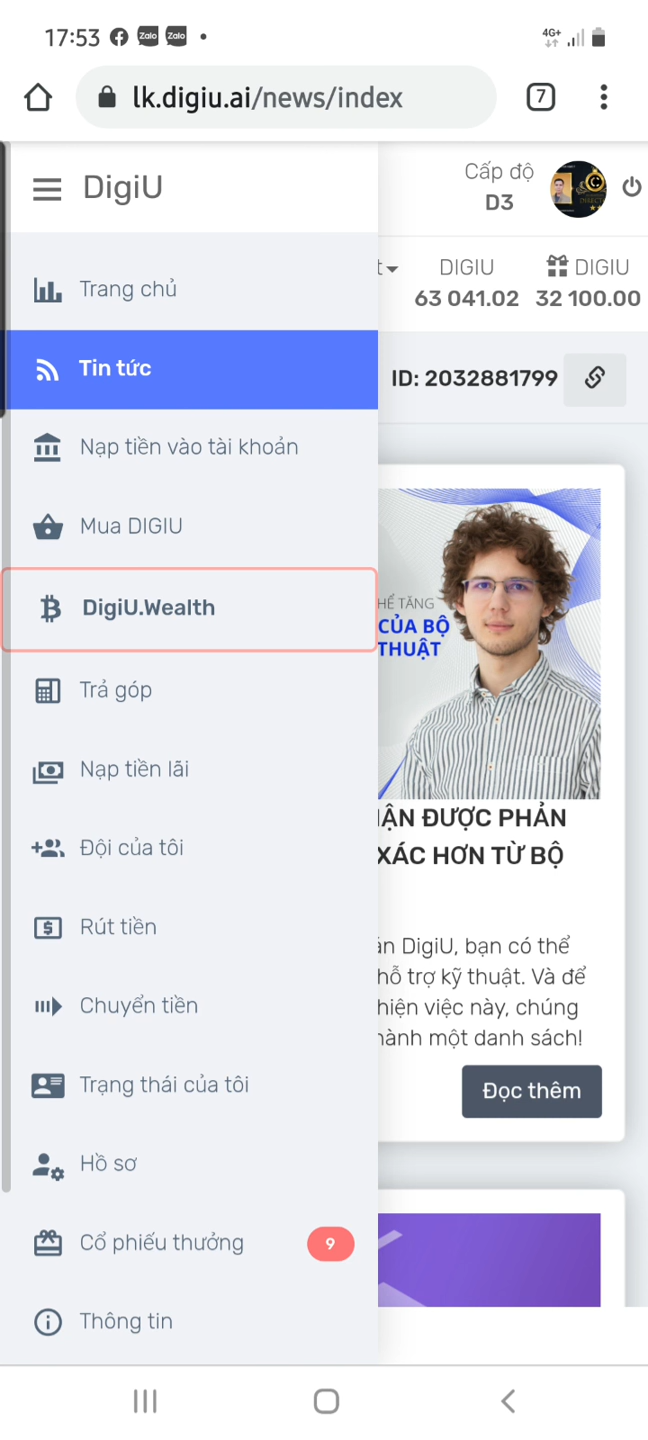 17:53
Zalo
Zalo
4G+
lk.digiu.ai/news/index
7
DigiU
Cấp độ
D3
Trang chủ
DIGIU
63 041.02
DIGIU
32 100.00
Tin tức
ID: 2032881799
Nạp tiền vào tài khoản
Mua DIGIU
DigiU.Wealth
Trả góp
Nạp tiền lãi
Đội của tôi
Rút tiền
Chuyển tiền
Trạng thái của tôi
Hồ sơ
Cổ phiếu thưởng
9
Thông tin
HỂ TĂNG
CỦA BỘ
THUẬT
ĐƯỢC PHẢN
XÁC HƠN TỪ BỘ
DigiU, bạn có thể
hỗ trợ kỹ thuật. Và để
hiện việc này, chúng
hành một danh sách!
Đọc thêm